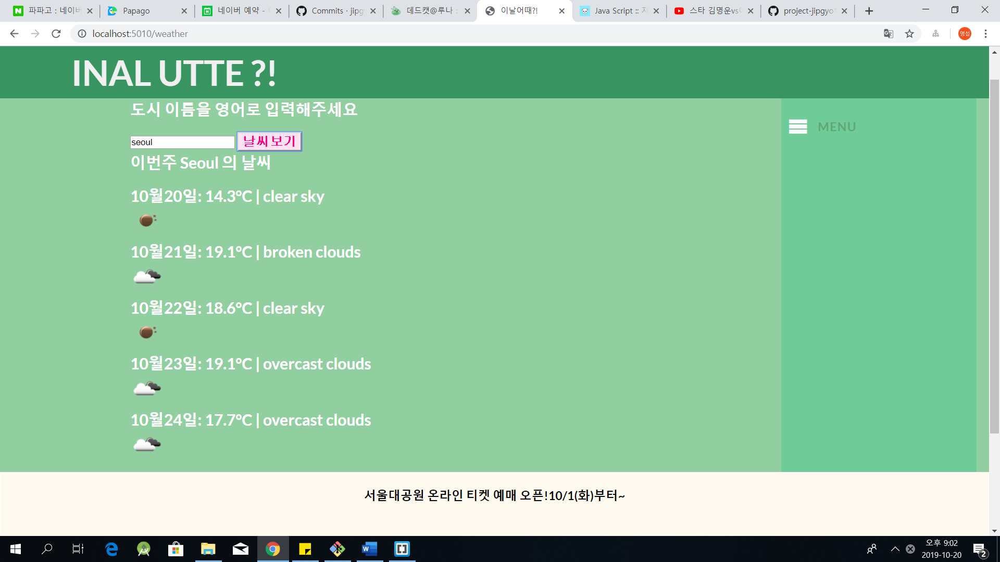 파파고 : 네이버
Papago
네이버 예약 -
Commits · jipg
데드캣@루나 :
이날어때?!
Java Script :: 지
스타 김명운vs
project-jipgyo
localhost:5010/weather
명섭
INAL UTTE ?!
도시 이름을 영어로 입력해주세요
MENU
seoul 날씨보기
이번주 Seoul 의 날씨
10월20일: 14.3°C | clear sky
10월21일: 19.1°C | broken clouds
10월22일: 18.6°C | clear sky
10월23일: 19.1°C | overcast clouds
10월24일: 17.7°C | overcast clouds
서울대공원 온라인 티켓 예매 오픈!10/1(화)부터~
오후 9:02
2019-10-20
2